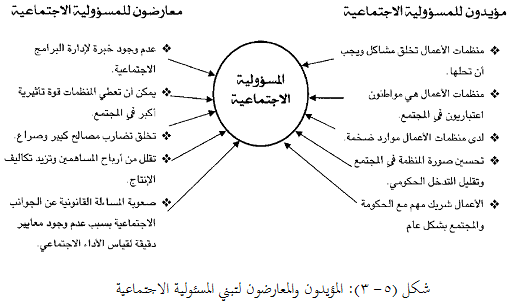 مؤيدون للمسؤولية الاجتماعية
❖ منظمات الأعمال تخلق مشاكل ويجب
أن تحلها.
❖ منظمات الأعمال هي مواطنون
اعتباريون في المجتمع.
❖ لدى منظمات الأعمال موارد ضخمة.
❖ تحسين صورة المنظمة في المجتمع
وتقليل التدخل الحكومي.
❖ الأعمال شريك مهم مع الحكومة
والمجتمع بشكل عام
المسؤولية
الاجتماعية
معارضون للمسؤولية الاجتماعية
❖ عدم وجود خبرة لإدارة البرامج
الاجتماعية.
❖ يمكن أن تعطي المنظمات قوة تأثيرية
أكبر في المجتمع.
❖ تخلق تضارب مصالح كبير وصراع.
❖ تقلل من أرباح المساهمين وتزيد تكاليف
الإنتاج.
❖ صعوبة المساءلة القانونية عن الجوانب
الاجتماعية بسبب عدم وجود معايير
دقيقة لقياس الأداء الاجتماعي.
شكل (٥- ٣): المؤيدون والمعارضون لتبني المسئولية الاجتماعية